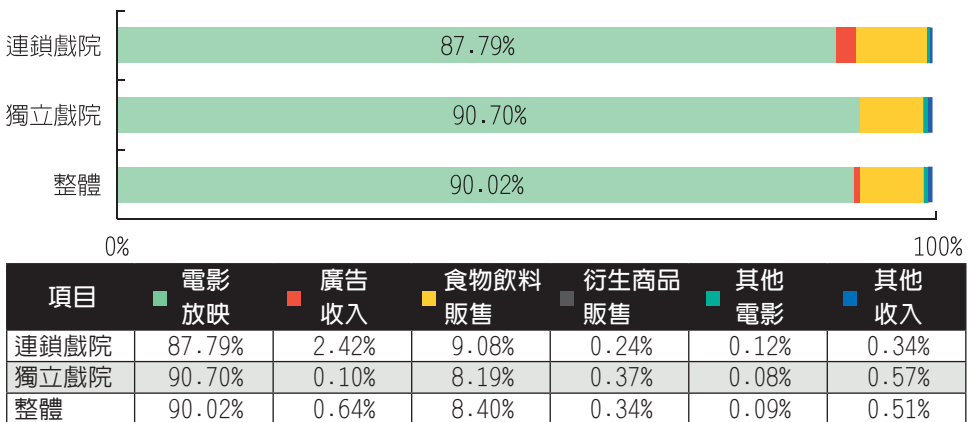 連鎖戲院 87.79%
獨立戲院 90.70%
整體 90.02%
0% 100%
項目 電影放映 廣告收入 食物飲料販售 衍生商品販售 其他電影 其他收入
連鎖戲院 87.79% 2.42% 9.08% 0.24% 0.12% 0.34%
獨立戲院 90.70% 0.10% 8.19% 0.37% 0.08% 0.57%
整體 90.02% 0.64% 8.40% 0.34% 0.09% 0.51%